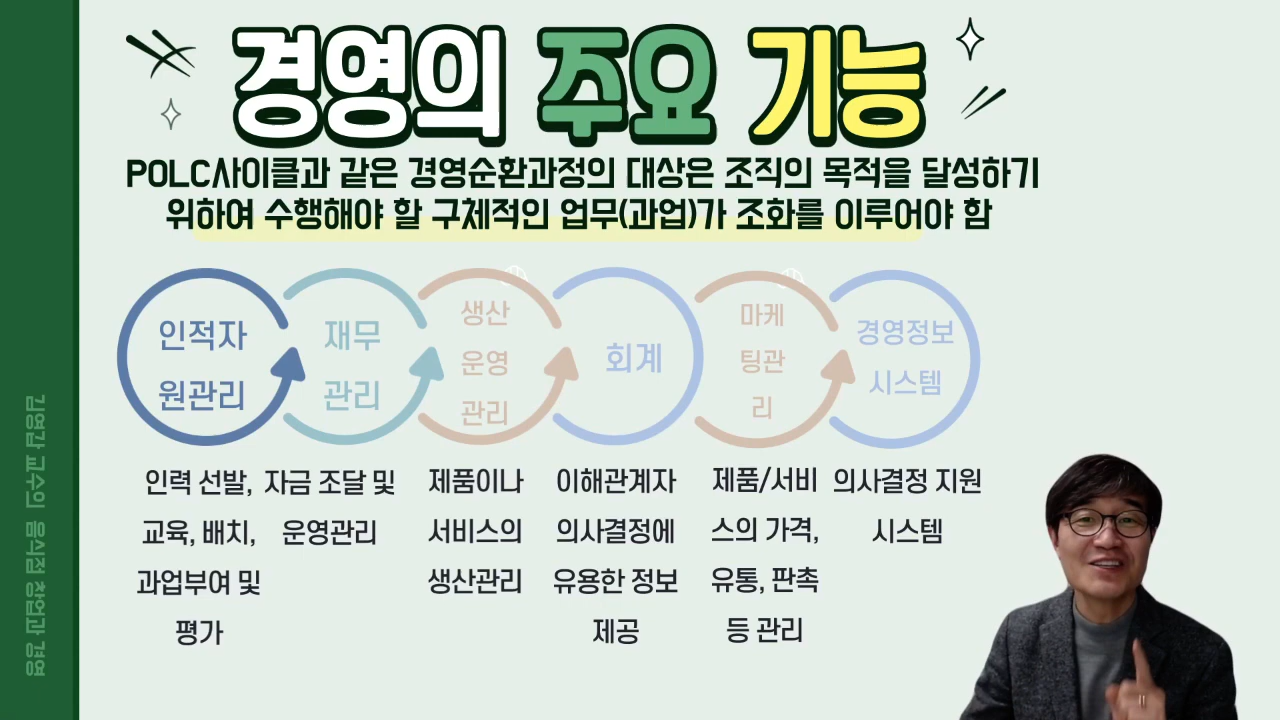 경영의 주요 기능
POLC사이클과 같은 경영순환과정의 대상은 조직의 목적을 달성하기
위하여 수행해야 할 구체적인 업무(과업)가 조화를 이루어야 함
인적자
원관리
재무
관리
생산
운영
관리
회계
마케
팅관
리
경영정보
시스템
인력 선발,
교육, 배치,
과업부여 및
평가
자금 조달 및
운영관리
제품이나
서비스의
생산관리
이해관계자
의사결정에
유용한 정보
제공
제품/서비
스의 가격,
유통, 판촉
등 관리
의사결정 지원
시스템
김영갑 교수의 음식점 창업과 경영